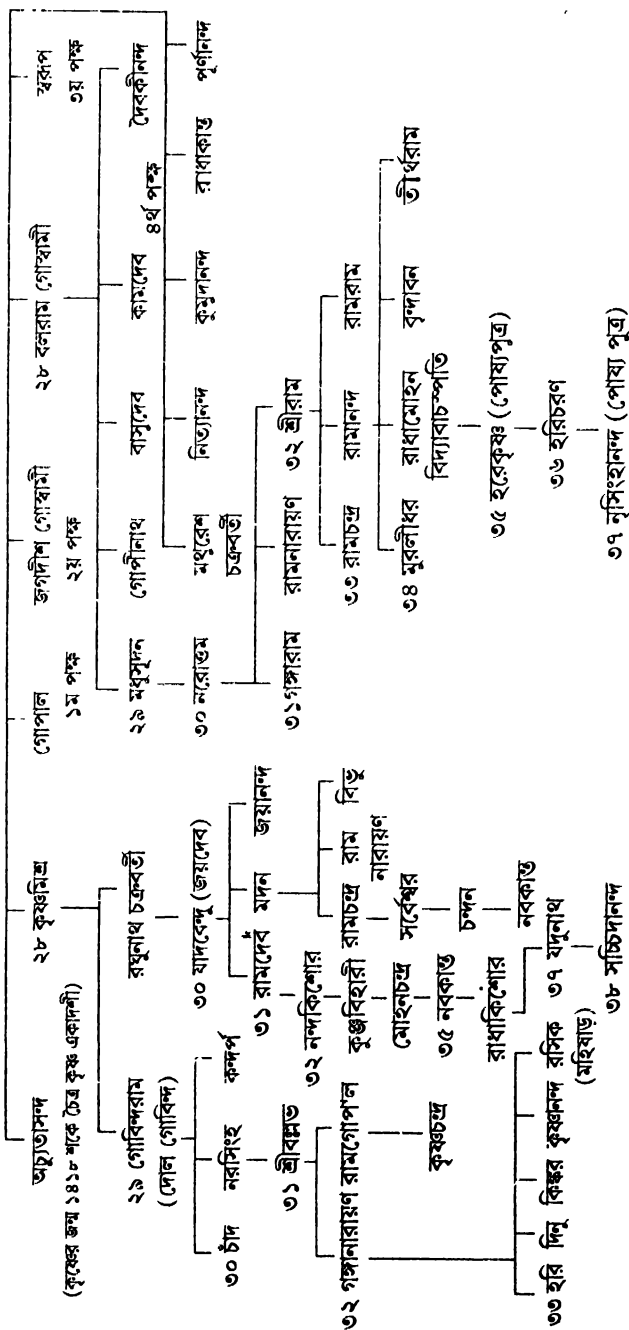 অচ্যুতানন্দ ২৮ কৃষ্ণমিশ্র গোপাল জগদীশ গোস্বামী ২৮ বলরাম গোস্বামী স্বরূপ
(কৃষ্ণের জন্ম ১৪১৮ শকে চৈত্র কৃষ্ণ একাদশী) ১ম পক্ষ ২য় পক্ষ ৩য় পক্ষ
২৯ গোবিন্দরাম রঘুনাথ চক্রবর্তী ২৯ মধুসূদন গোপীনাথ বাসুদেব কামদেব দৈবকীনন্দ
(দোল গোবিন্দ) ৪র্থ পক্ষ
৩০ চাঁদ নরসিংহ কন্দর্প ৩০ যাদবেন্দু (জয়দেব) ৩০ নরোত্তম মথুরেশ নিত্যানন্দ কুমুদানন্দ রাধাকান্ত পূর্ণানন্দ
চক্রবর্তী
৩১ শ্রীবল্লভ ৩১ রামদেব মদন জয়ানন্দ ৩১ গঙ্গারাম রামনারায়ণ ৩২ শ্রীরাম
৩২ গঙ্গানারায়ণ রামগোপাল ৩২ নন্দকিশোর রামচন্দ্র রাম বিভু ৩৩ রামচন্দ্র রামানন্দ রামরাম
নারায়ণ
কৃষ্ণচন্দ্র কুঞ্জবিহারী সর্বেশ্বর ৩৪ মুরলীধর রাধামোহন বৃন্দাবন তীর্থরাম
বিদ্যাবাচস্পতি
মোহনচন্দ্র চন্দন ৩৫ হরেকৃষ্ণ (পোষ্যপুত্র)
৩৫ নবকান্ত নবকান্ত ৩৬ হরিচরণ
রাধাকিশোর ৩৭ নৃসিংহানন্দ (পোষ্য পুত্র)
৩৩ হরি দিনু কিঙ্কর কৃষ্ণানন্দ রসিক ৩৭ যদুনাথ
(মহিষাড়)
৩৮ সচ্চিদানন্দ